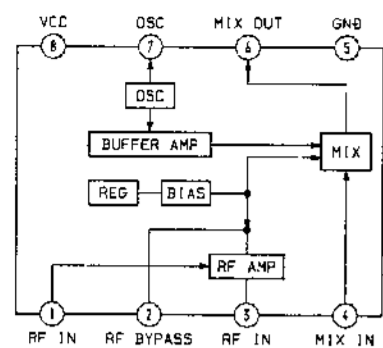 VCC OSC MIX OUT GND
8 7 6 5
OSC
BUFFER AMP MIX
REG BIAS
RF AMP
1 2 3 4
RF IN RF BYPASS RF IN MIX IN